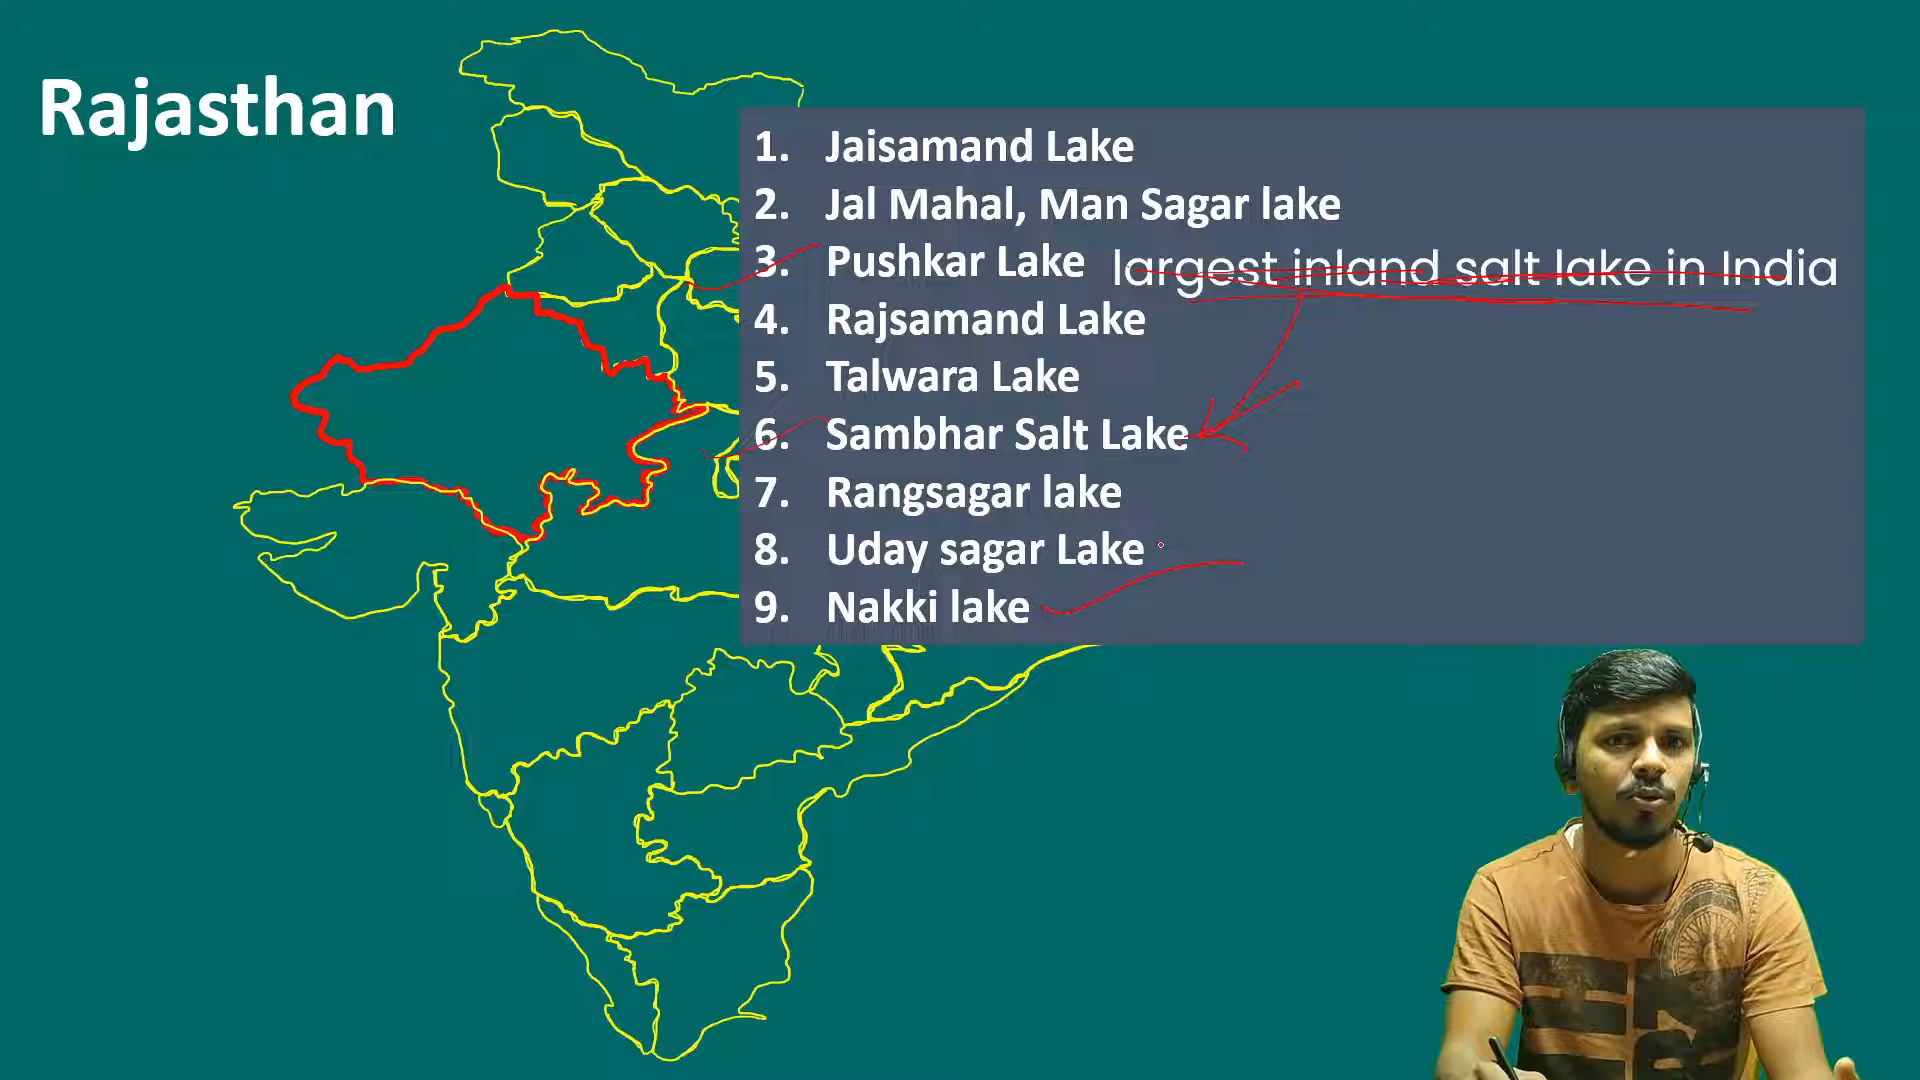 Rajasthan
1. Jaisamand Lake
2. Jal Mahal, Man Sagar lake
3. Pushkar Lake largest inland salt lake in India
4. Rajsamand Lake
5. Talwara Lake
6. Sambhar Salt Lake
7. Rangsagar lake
8. Uday sagar Lake
9. Nakki lake